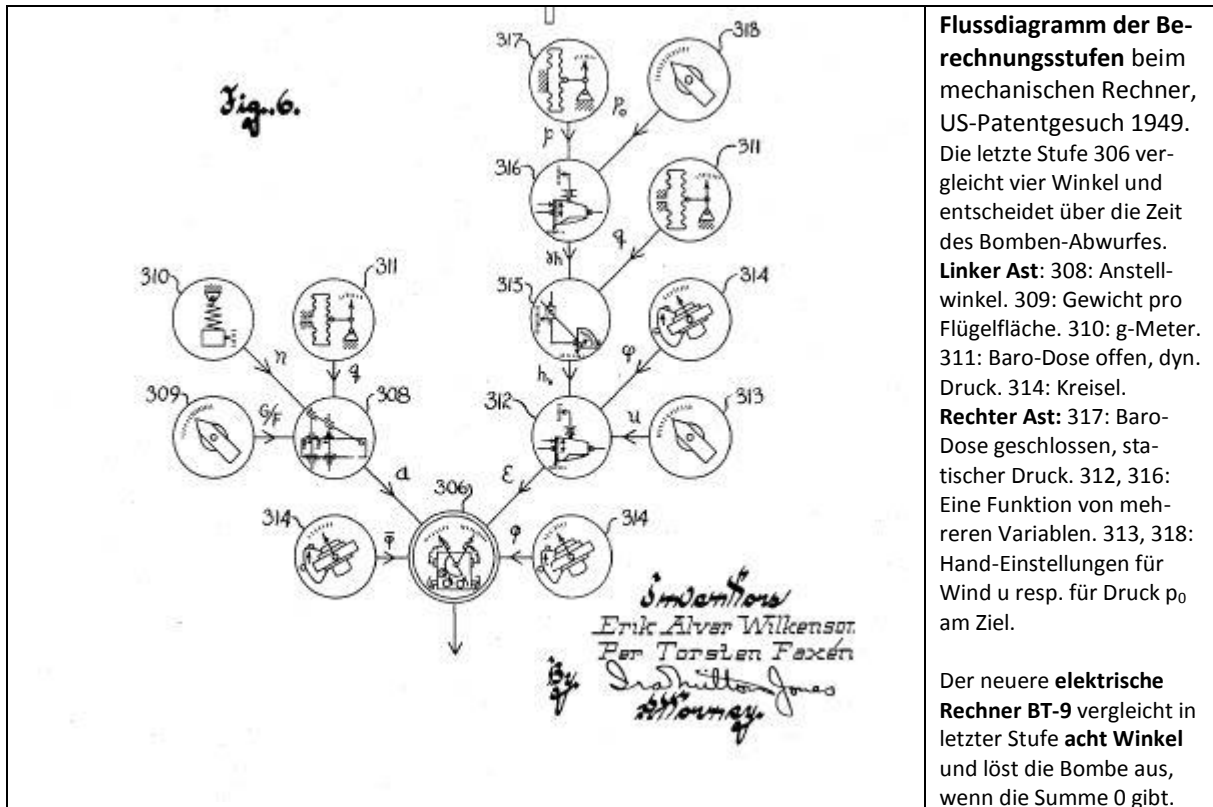 Fig. 6.
317
318
p₀
p
316
311
δh
q
310
311
315
314
n
q
h
φ
309
G/F
308
312
u
313
α
306
ε
314
φ̄
φ
314
Inventors
Erik Alvar Wilkenson
Per Torsten Faxén
By
Ira Milton Jones
Attorney.
Flussdiagramm der Be-
rechnungsstufen beim
mechanischen Rechner,
US-Patentgesuch 1949.
Die letzte Stufe 306 ver-
gleicht vier Winkel und
entscheidet über die Zeit
des Bomben-Abwurfes.
Linker Ast: 308: Anstell-
winkel. 309: Gewicht pro
Flügelfläche. 310: g-Meter.
311: Baro-Dose offen, dyn.
Druck. 314: Kreisel.
Rechter Ast: 317: Baro-
Dose geschlossen, sta-
tischer Druck. 312, 316:
Eine Funktion von meh-
reren Variablen. 313, 318:
Hand-Einstellungen für
Wind u resp. für Druck p₀
am Ziel.
Der neuere elektrische
Rechner BT-9 vergleicht in
letzter Stufe acht Winkel
und löst die Bombe aus,
wenn die Summe 0 gibt.